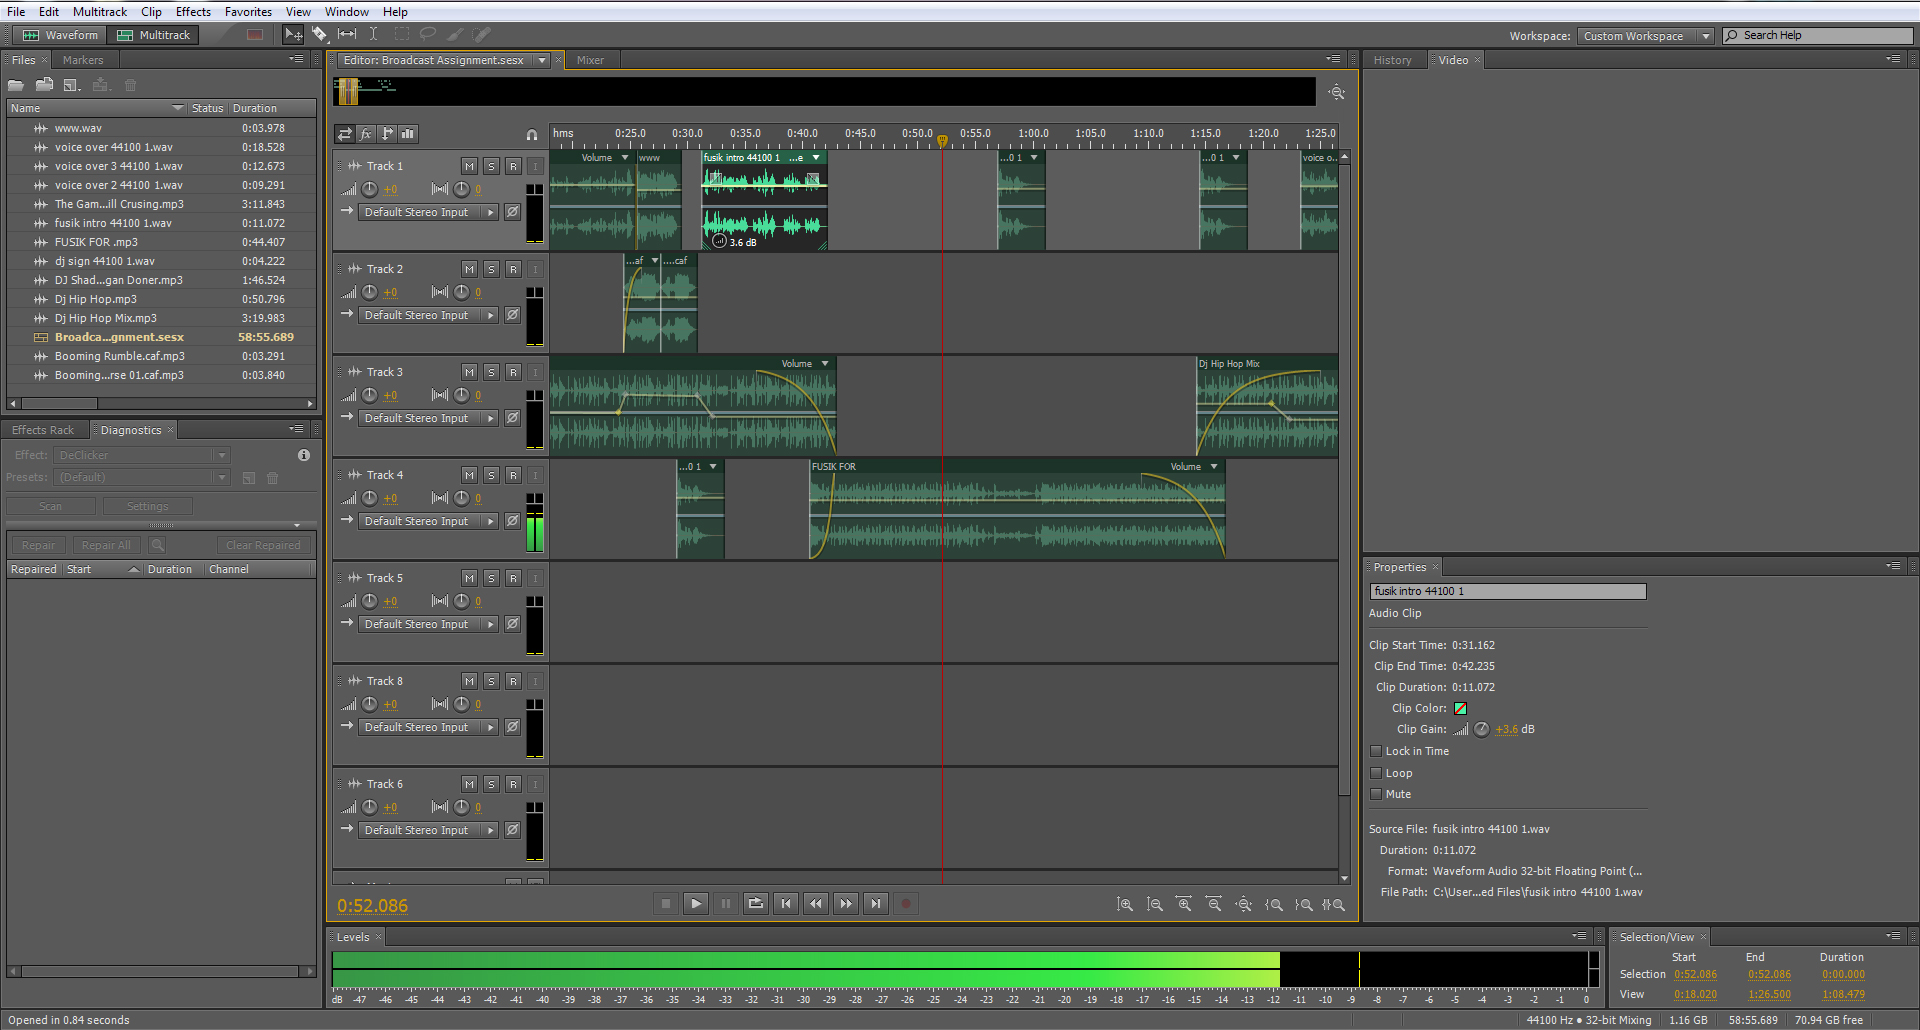 File Edit Multitrack Clip Effects Favorites View Window Help
Waveform Multitrack
Workspace: Custom Workspace Search Help
Files × Markers
Name Status Duration
www.wav 0:03.978
voice over 44100 1.wav 0:18.528
voice over 3 44100 1.wav 0:12.673
voice over 2 44100 1.wav 0:09.291
The Gam...ill Crusing.mp3 3:11.843
fusik intro 44100 1.wav 0:11.072
FUSIK FOR .mp3 0:44.407
dj sign 44100 1.wav 0:04.222
DJ Shad...gan Doner.mp3 1:46.524
Dj Hip Hop.mp3 0:50.796
Dj Hip Hop Mix.mp3 3:19.983
Broadca...gnment.sesx 58:55.689
Booming Rumble.caf.mp3 0:03.291
Booming...rse 01.caf.mp3 0:03.840
Effects Rack Diagnostics ×
Effect: DeClicker
Presets: (Default)
Scan Settings
Repair Repair All Clear Repaired
Repaired Start Duration Channel
Editor: Broadcast Assignment.sesx × Mixer
fx
hms 0:25.0 0:30.0 0:35.0 0:40.0 0:45.0 0:50.0 0:55.0 1:00.0 1:05.0 1:10.0 1:15.0 1:20.0 1:25.0
Track 1 M S R I
+0 0
Default Stereo Input
Volume www fusik intro 44100 1 ...e ...0 1 ...0 1 voice o...
3.6 dB
Track 2 M S R I
+0 0
Default Stereo Input
...af ....caf
Track 3 M S R I
+0 0
Default Stereo Input
Volume Dj Hip Hop Mix
Track 4 M S R I
+0 0
Default Stereo Input
...0 1 FUSIK FOR Volume
Track 5 M S R I
+0 0
Default Stereo Input
Track 8 M S R I
+0 0
Default Stereo Input
Track 6 M S R I
+0 0
Default Stereo Input
0:52.086
Levels ×
dB -47 -46 -45 -44 -43 -42 -41 -40 -39 -38 -37 -36 -35 -34 -33 -32 -31 -30 -29 -28 -27 -26 -25 -24 -23 -22 -21 -20 -19 -18 -17 -16 -15 -14 -13 -12 -11 -10 -9 -8 -7 -6 -5 -4 -3 -2 -1 0
History Video ×
Properties ×
fusik intro 44100 1
Audio Clip
Clip Start Time: 0:31.162
Clip End Time: 0:42.235
Clip Duration: 0:11.072
Clip Color:
Clip Gain: +3.6 dB
Lock in Time
Loop
Mute
Source File: fusik intro 44100 1.wav
Duration: 0:11.072
Format: Waveform Audio 32-bit Floating Point (...
File Path: C:\User...ed Files\fusik intro 44100 1.wav
Selection/View ×
Start End Duration
Selection 0:52.086 0:52.086 0:00.000
View 0:18.020 1:26.500 1:08.479
Opened in 0.84 seconds
44100 Hz ● 32-bit Mixing 1.16 GB 58:55.689 70.94 GB free